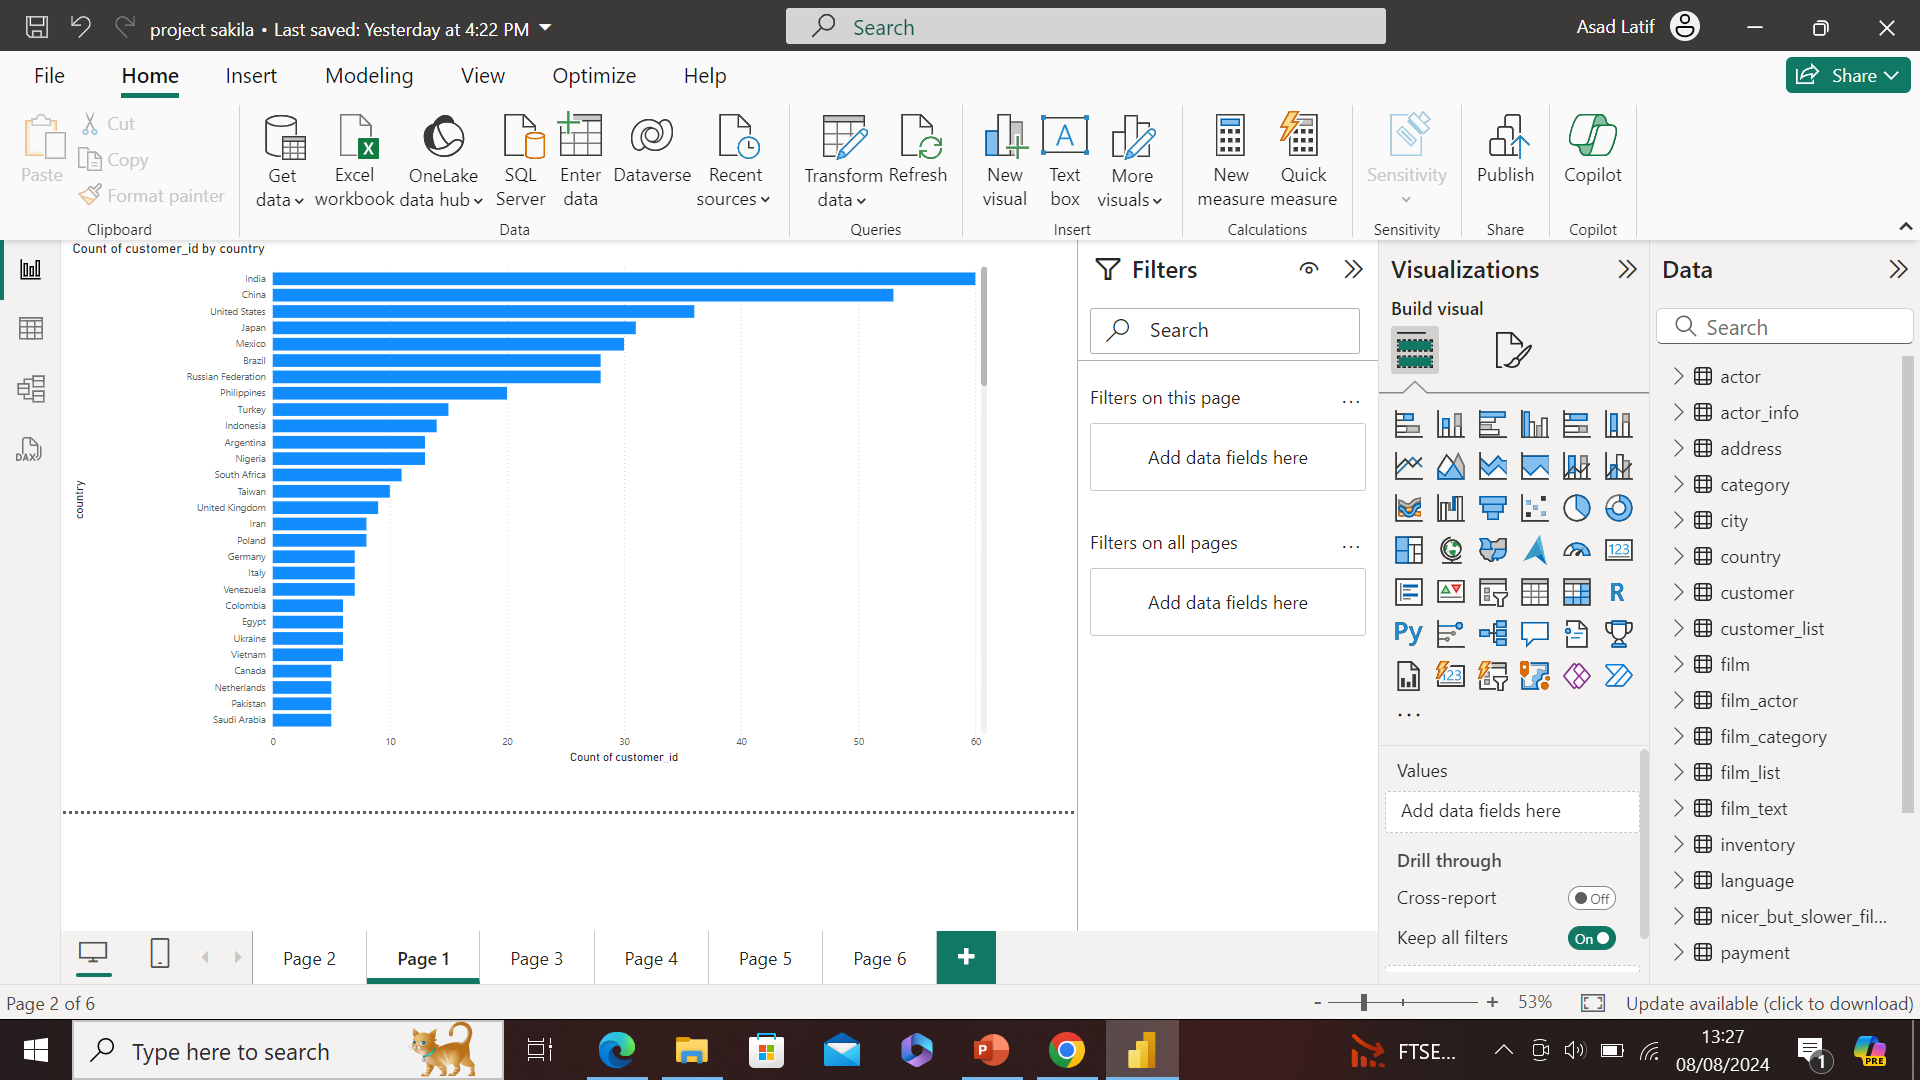 project sakila • Last saved: Yesterday at 4:22 PM
Search
Asad Latif
File
Home
Insert
Modeling
View
Optimize
Help
Share
Paste
Cut
Copy
Format painter
Clipboard
Get data
Excel workbook
OneLake data hub
SQL Server
Enter data
Dataverse
Recent sources
Data
Transform data
Refresh
Queries
New visual
Text box
More visuals
Insert
New measure
Quick measure
Calculations
Sensitivity
Sensitivity
Publish
Share
Copilot
Copilot
DAX
Count of customer_id by country
country
India
China
United States
Japan
Mexico
Brazil
Russian Federation
Philippines
Turkey
Indonesia
Argentina
Nigeria
South Africa
Taiwan
United Kingdom
Iran
Poland
Germany
Italy
Venezuela
Colombia
Egypt
Ukraine
Vietnam
Canada
Netherlands
Pakistan
Saudi Arabia
0 10 20 30 40 50 60
Count of customer_id
Filters
Search
Filters on this page
...
Add data fields here
Filters on all pages
...
Add data fields here
Visualizations
Build visual
123
R
Py
123
...
Values
Add data fields here
Drill through
Cross-report
Off
Keep all filters
On
Data
Search
actor
actor_info
address
category
city
country
customer
customer_list
film
film_actor
film_category
film_list
film_text
inventory
language
nicer_but_slower_fil...
payment
Page 2
Page 1
Page 3
Page 4
Page 5
Page 6
+
Page 2 of 6
- + 53%
Update available (click to download)
Type here to search
FTSE...
13:27
08/08/2024
1
PRE